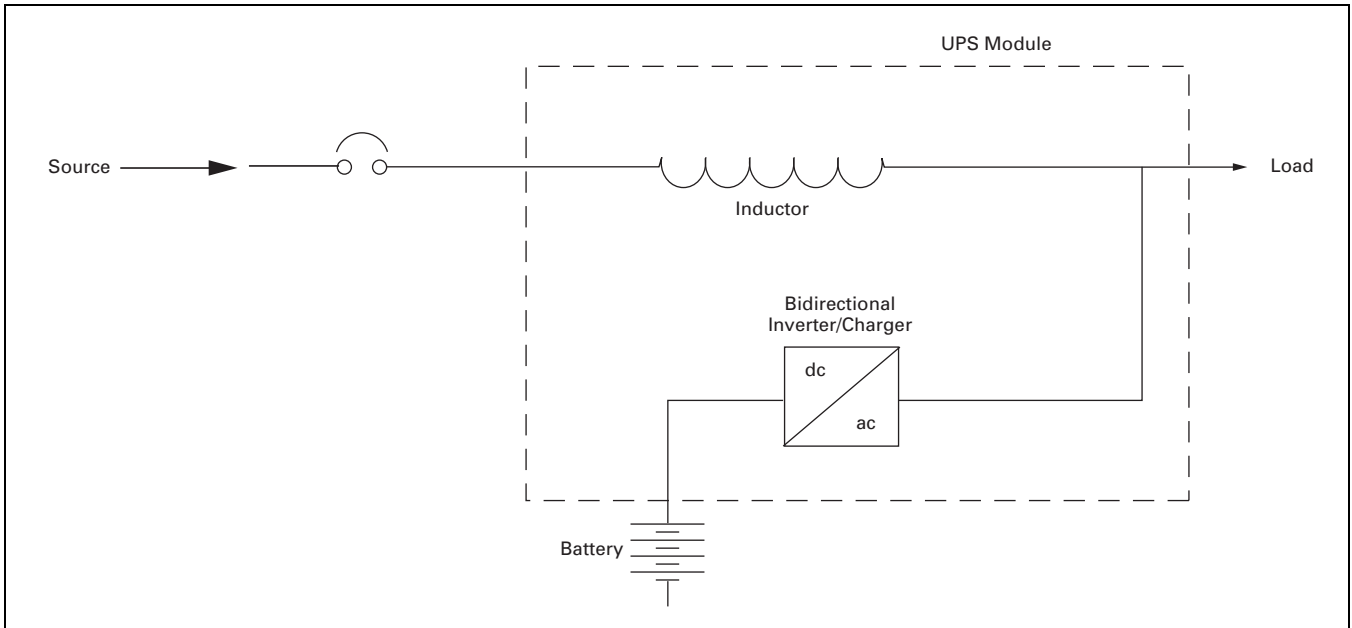 UPS Module
Source
Load
Inductor
Bidirectional
Inverter/Charger
dc
ac
Battery